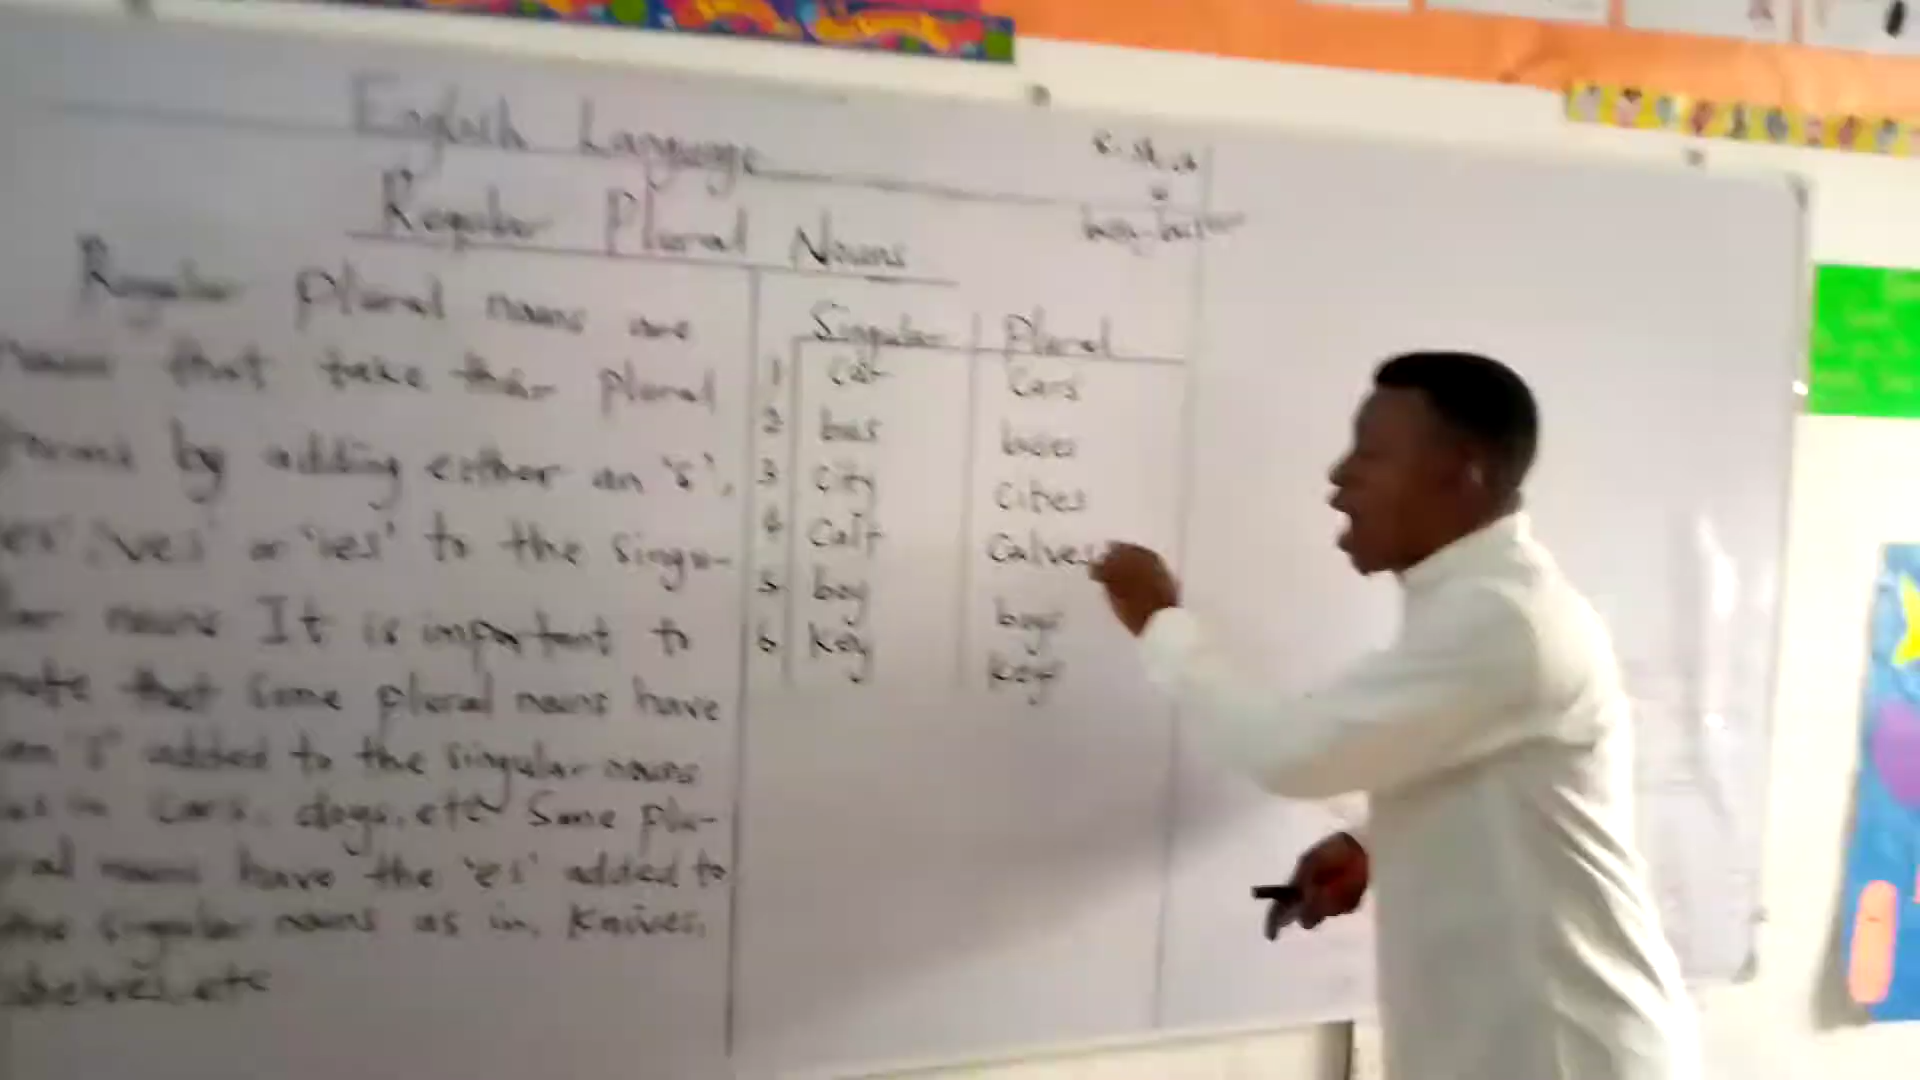 English Language
Regular Plural Nouns
Regular plural nouns are
nouns that take their plural
forms by adding either an 's',
'es', 'ves' or 'ies' to the singu-
lar nouns It is important to
note that some plural nouns have
an 's' added to the singular nouns
as in cars, dogs, etc Some plu-
ral nouns have the 'es' added to
the singular nouns as in, knives,
etc
Singular Plural
1 car cars
2 bus buses
3 city cities
4 calf calves
5 boy boys
6 key keys